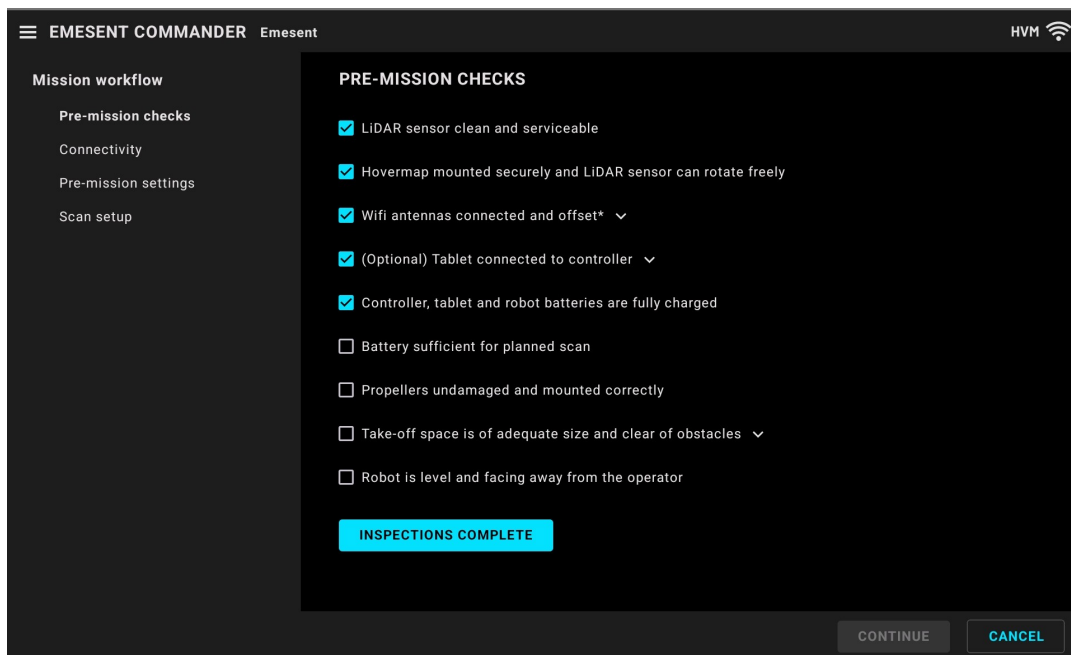 EMESENT COMMANDER Emesent
HVM
Mission workflow
Pre-mission checks
Connectivity
Pre-mission settings
Scan setup
PRE-MISSION CHECKS
LiDAR sensor clean and serviceable
Hovermap mounted securely and LiDAR sensor can rotate freely
Wifi antennas connected and offset*
(Optional) Tablet connected to controller
Controller, tablet and robot batteries are fully charged
Battery sufficient for planned scan
Propellers undamaged and mounted correctly
Take-off space is of adequate size and clear of obstacles
Robot is level and facing away from the operator
INSPECTIONS COMPLETE
CONTINUE
CANCEL